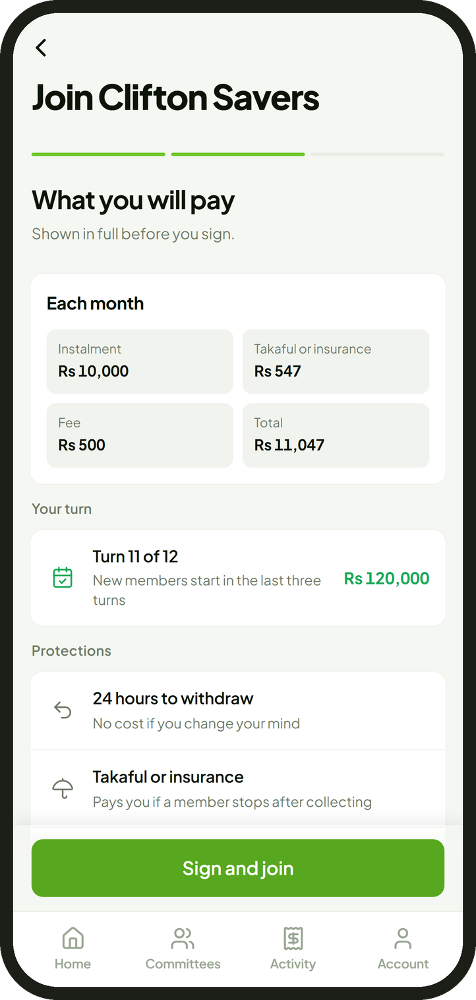 Join Clifton Savers
What you will pay
Shown in full before you sign.
Each month
Instalment
Rs 10,000
Takaful or insurance
Rs 547
Fee
Rs 500
Total
Rs 11,047
Your turn
Turn 11 of 12
New members start in the last three
turns
Rs 120,000
Protections
24 hours to withdraw
No cost if you change your mind
Takaful or insurance
Pays you if a member stops after collecting
Sign and join
Home
Committees
Activity
Account